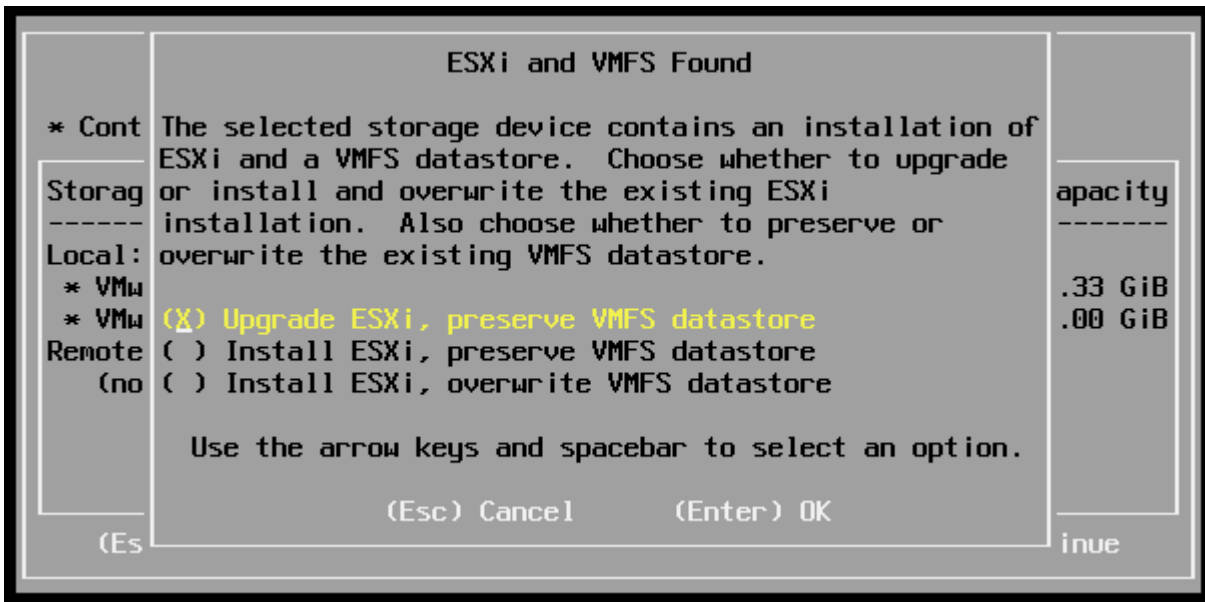 ESXi and VMFS Found
* Cont The selected storage device contains an installation of
ESXi and a VMFS datastore.  Choose whether to upgrade
Storag or install and overwrite the existing ESXi apacity
------ installation.  Also choose whether to preserve or -------
Local: overwrite the existing VMFS datastore.
* VMw .33 GiB
* VMw (X) Upgrade ESXi, preserve VMFS datastore .00 GiB
Remote ( ) Install ESXi, preserve VMFS datastore
(no ( ) Install ESXi, overwrite VMFS datastore
Use the arrow keys and spacebar to select an option.
(Esc) Cancel (Enter) OK
(Es inue